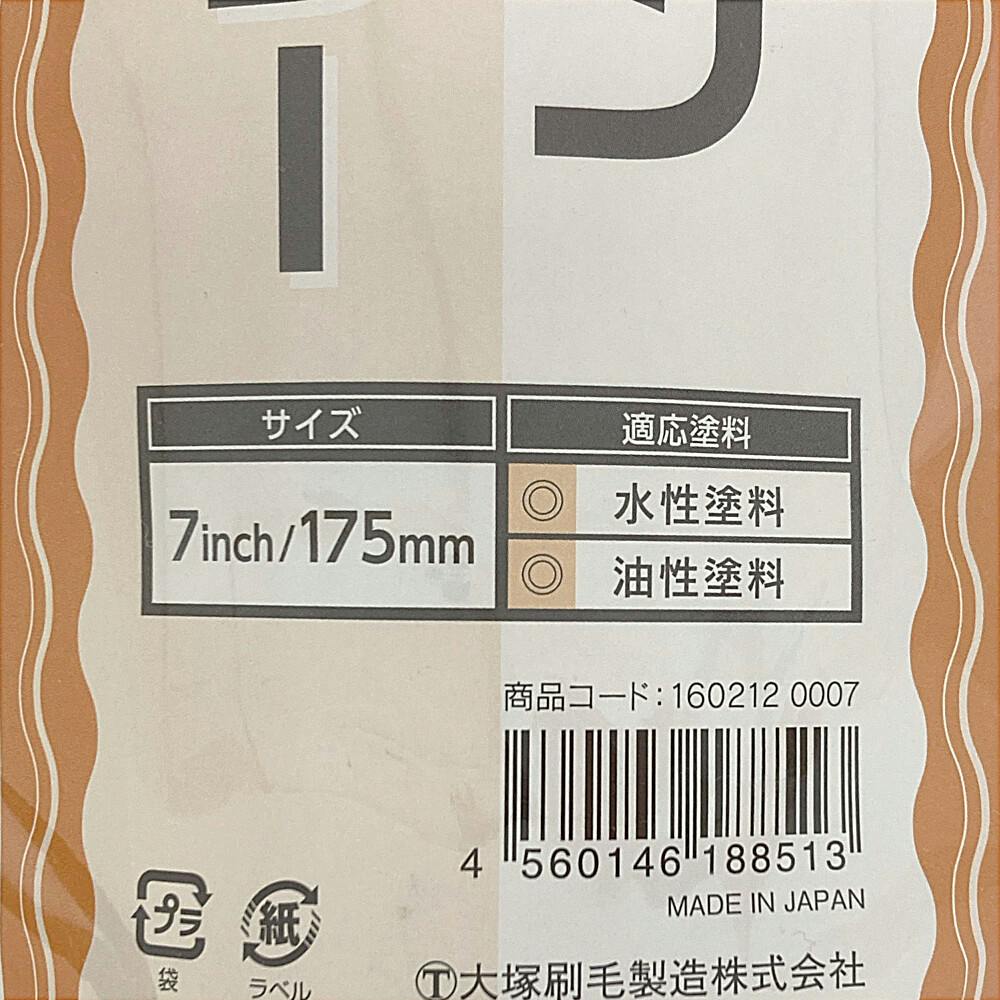 サイズ
適応塗料
7inch/175mm
◎ 水性塗料
◎ 油性塗料
商品コード:160212 0007
4 560146 188513
MADE IN JAPAN
プラ
袋
紙
ラベル
Ⓣ大塚刷毛製造株式会社